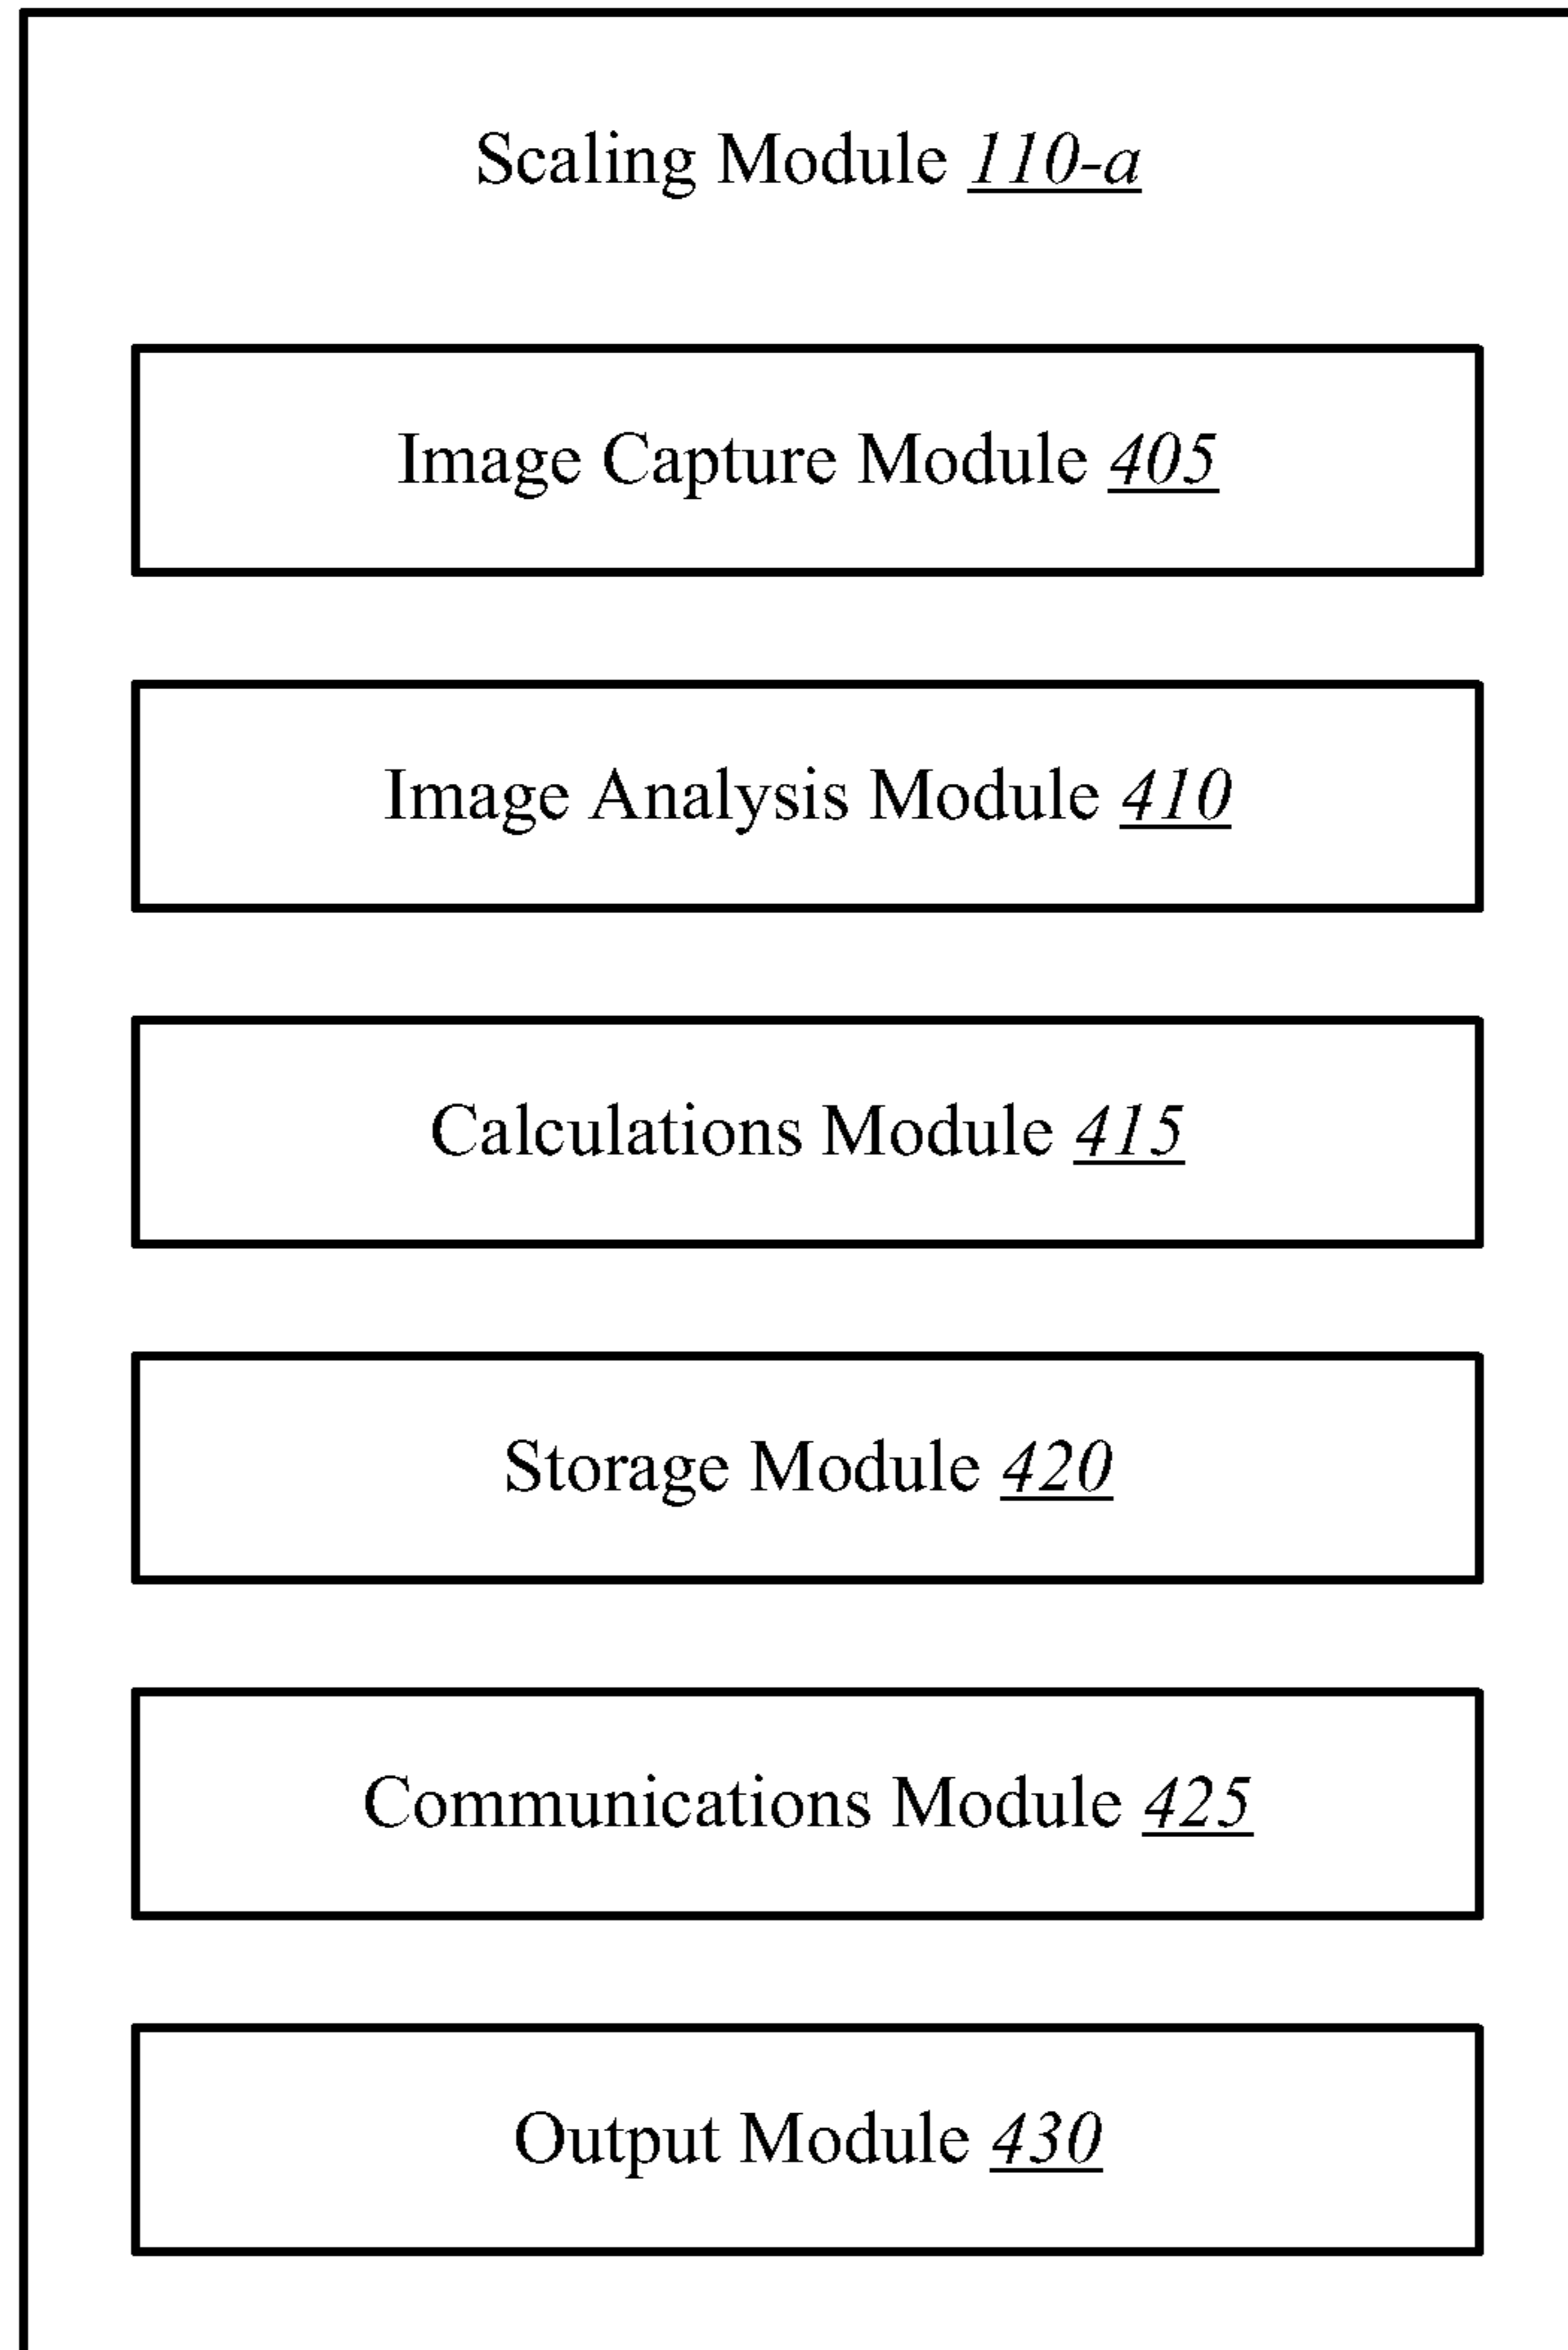 Scaling Module 110-a
Image Capture Module 405
Image Analysis Module 410
Calculations Module 415
Storage Module 420
Communications Module 425
Output Module 430